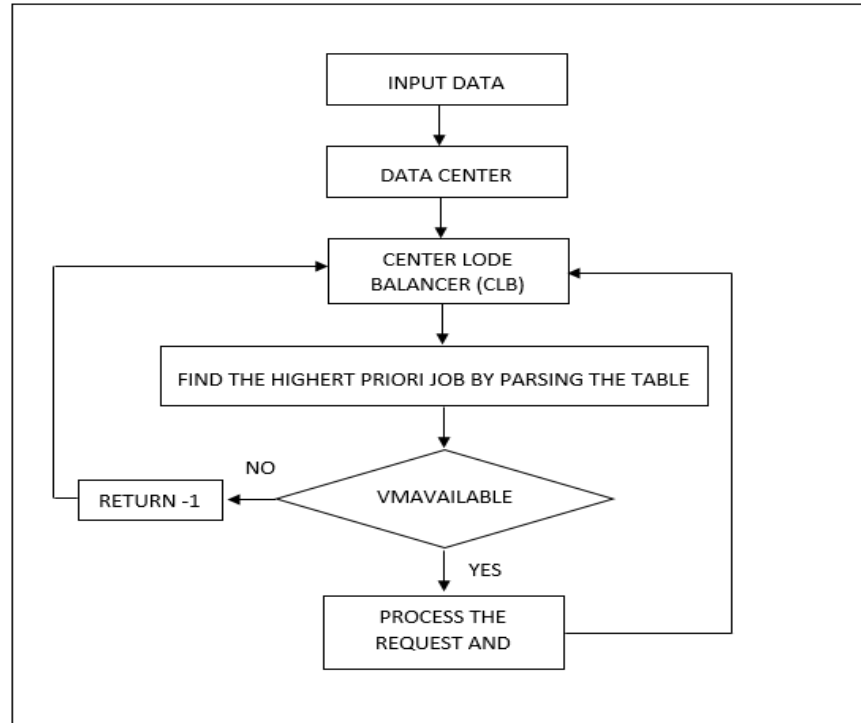 INPUT DATA
DATA CENTER
CENTER LODE
BALANCER (CLB)
FIND THE HIGHERT PRIORI JOB BY PARSING THE TABLE
NO
RETURN -1
VMAVAILABLE
YES
PROCESS THE
REQUEST AND